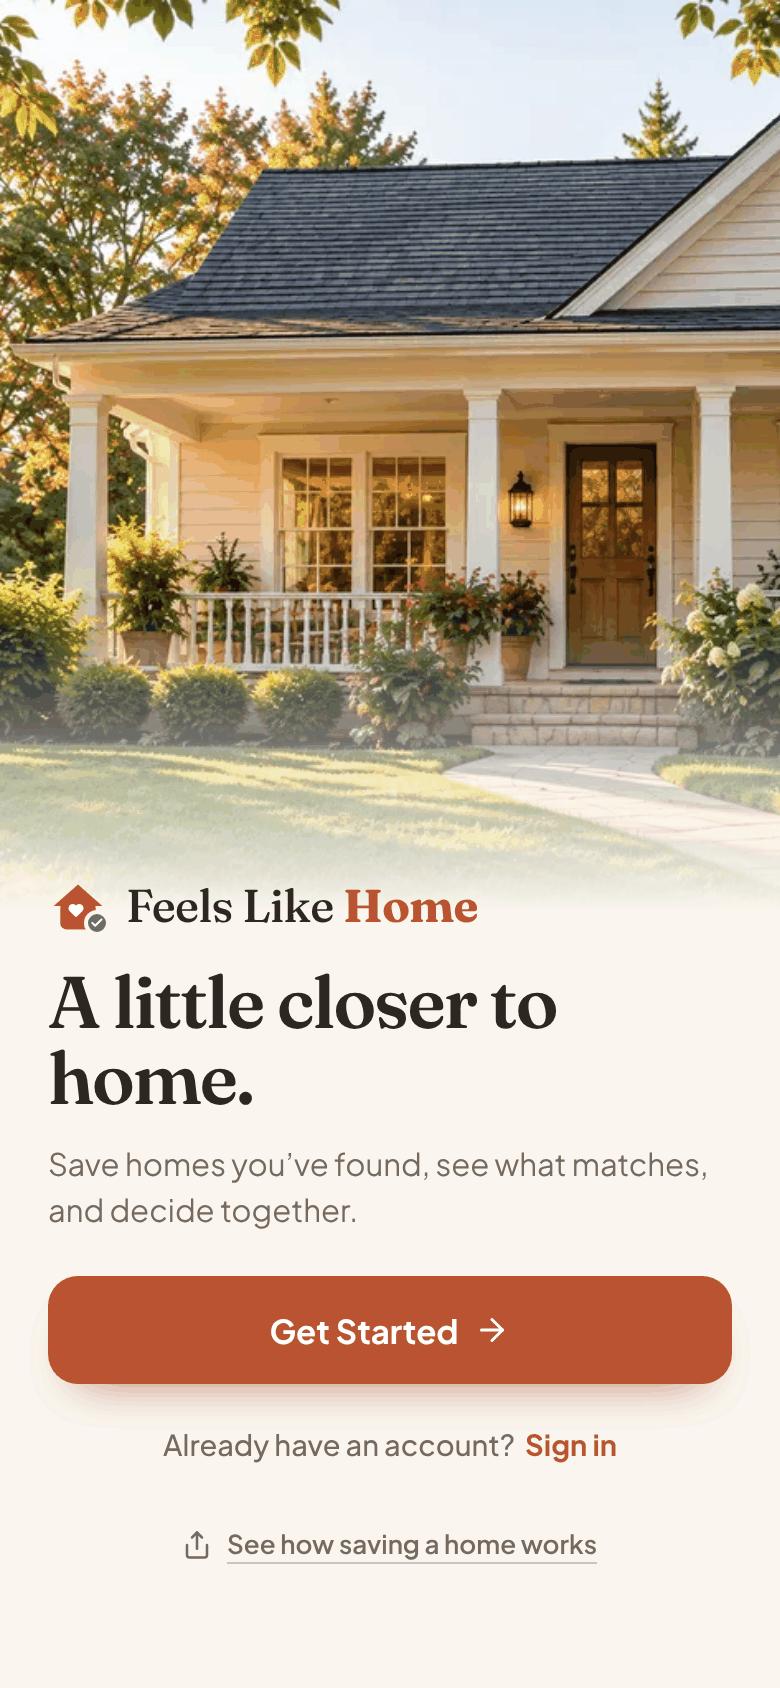 Feels Like Home
A little closer to
home.
Save homes you’ve found, see what matches,
and decide together.
Get Started →
Already have an account? Sign in
See how saving a home works